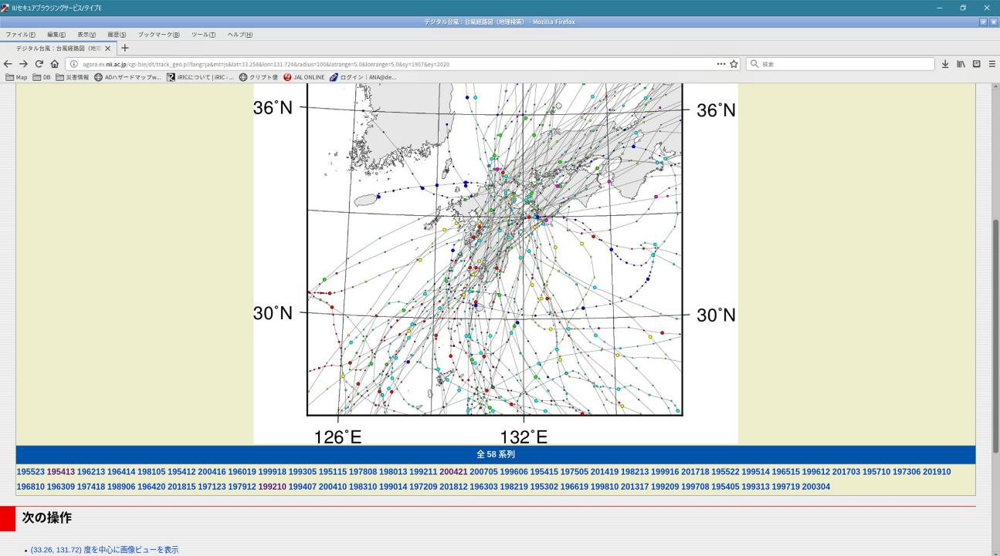 IIJセキュアブラウジングサービス/タイプE
デジタル台風：台風経路図（地理検索） - Mozilla Firefox
ファイル(F) 編集(E) 表示(V) 履歴(S) ブックマーク(B) ツール(T) ヘルプ(H)
デジタル台風：台風経路図（地理
agora.ex.nii.ac.jp/cgi-bin/dt/track_geo.pl?lang=ja&mt=js&lat=33.258&lon=131.724&radius=100&latrange=5.0&lonrange=5.0&sy=1907&ey=2020
検索
Map DB 災害情報 ADハザードマップw... iRICについて | iRIC - ... クリプト便 JAL ONLINE ログイン｜ANA@de...
36°N 36°N
30°N 30°N
126°E 132°E
全 58 系列
195523 195413 196213 196414 198105 195412 200416 196019 199918 199305 195115 197808 198013 199211 200421 200705 199606 195415 197505 201419 198213 199916 201718 195522 199514 196515 199612 201703 195710 197306 201910
196810 196309 197418 198906 196420 201815 197123 197912 199210 199407 200410 198310 199014 197209 201812 196303 198219 195302 196619 199810 201317 199209 199708 195405 199313 199719 200304
次の操作
• (33.26, 131.72) 度を中心に画像ビューを表示